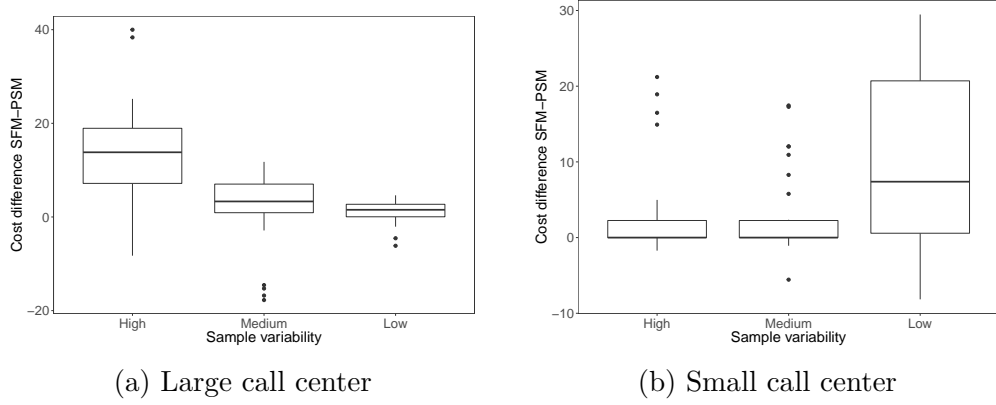 Cost difference SFM−PSM
40
20
0
−20
High
Medium
Low
Sample variability
(a) Large call center
Cost difference SFM−PSM
30
20
10
0
−10
High
Medium
Low
Sample variability
(b) Small call center